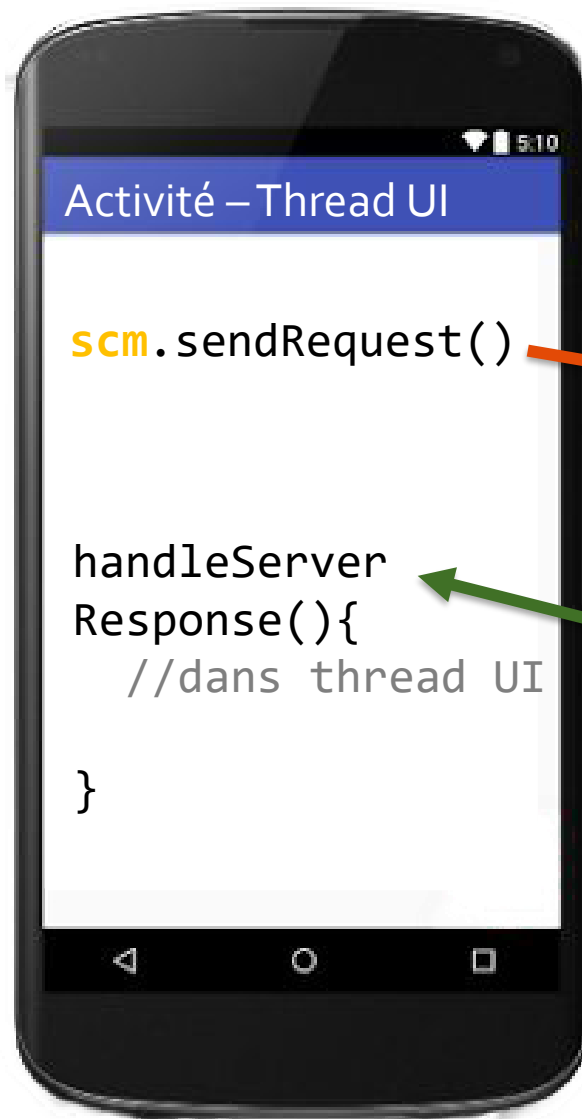 5:10
Activité – Thread UI
scm.sendRequest()
handleServer
Response(){
//dans thread UI
}